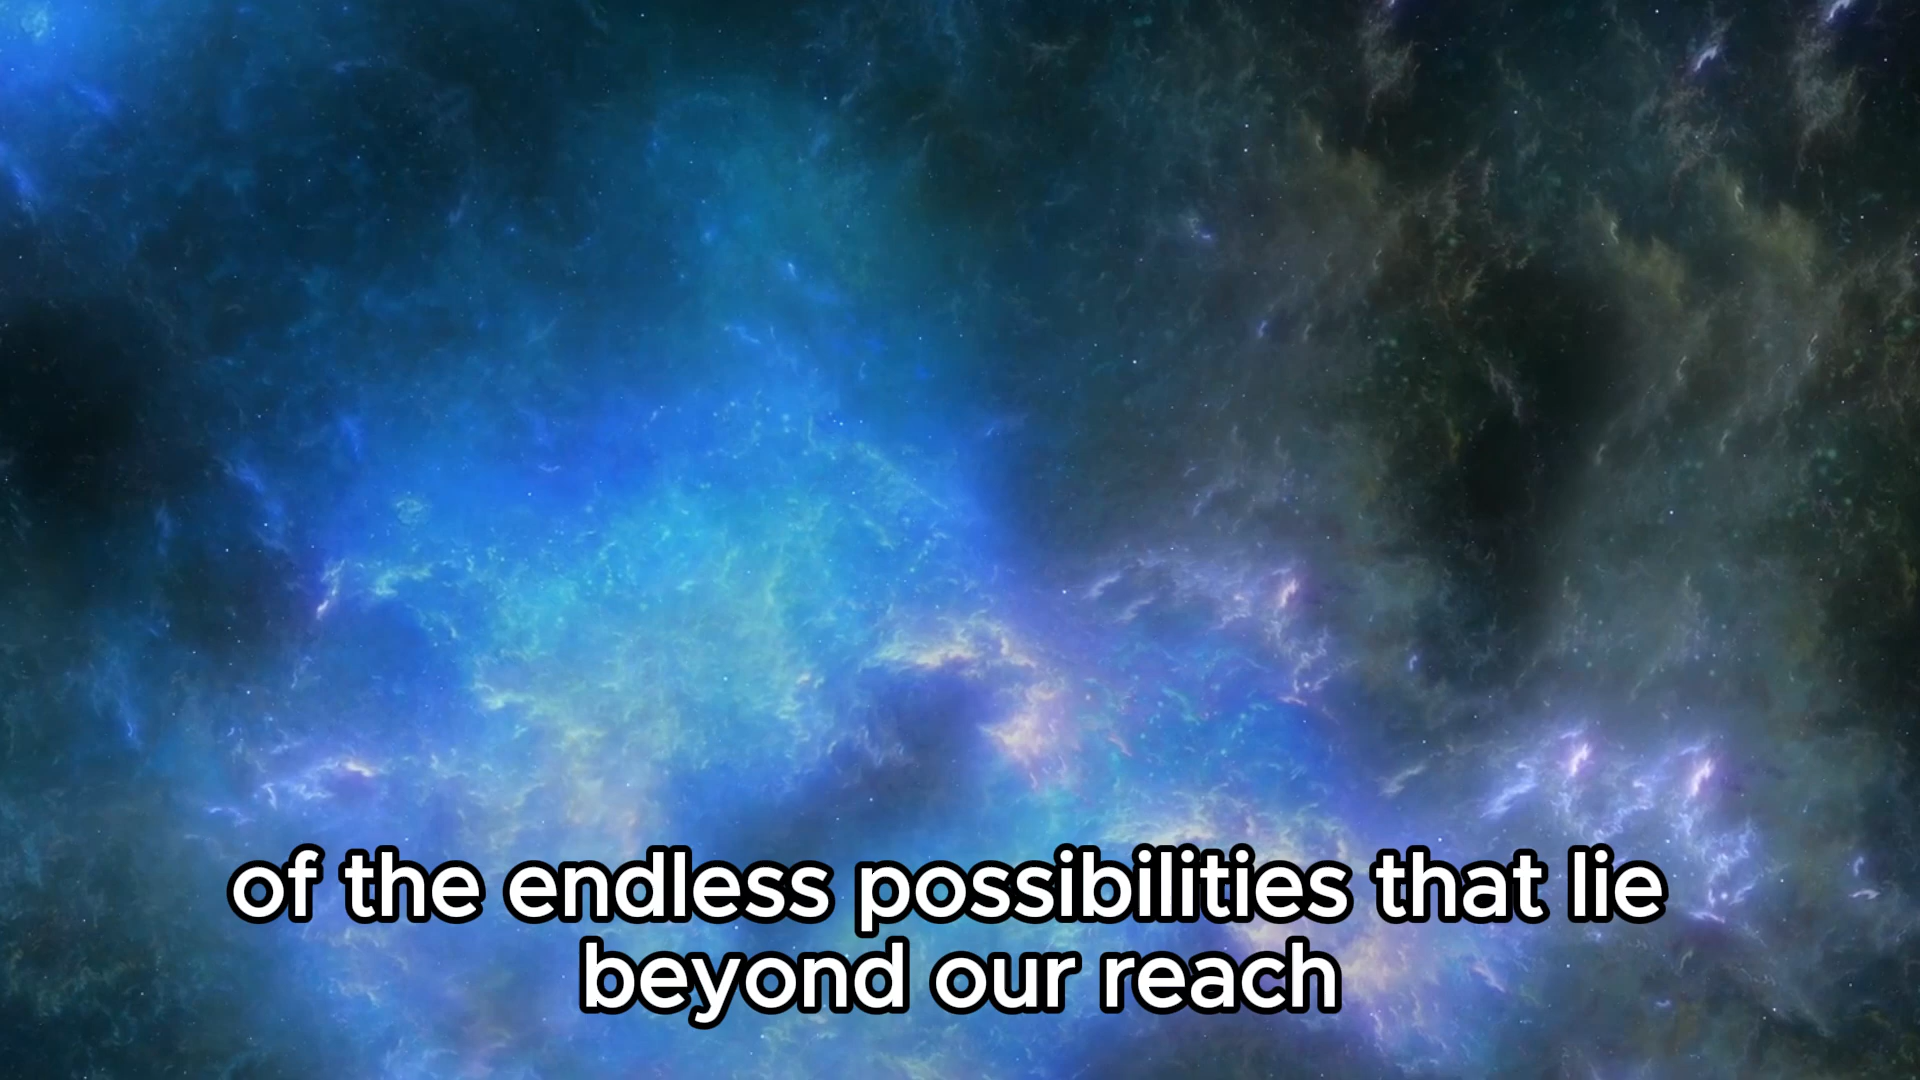 of the endless possibilities that lie
beyond our reach